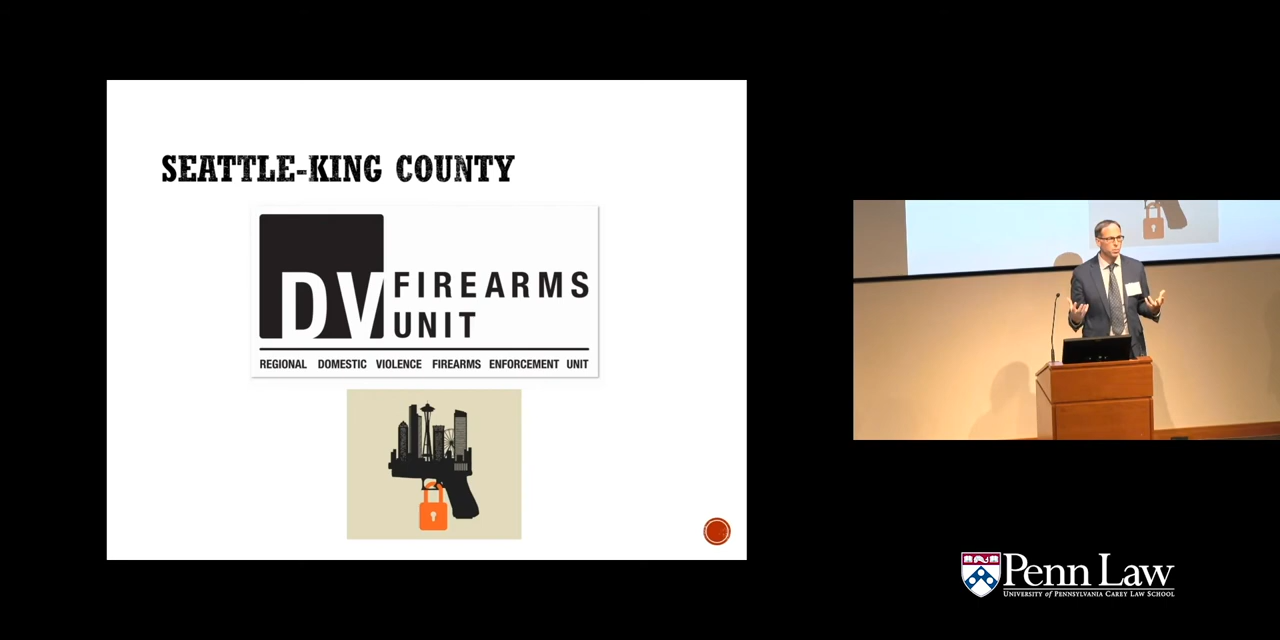 SEATTLE-KING COUNTY
DV FIREARMS
UNIT
REGIONAL DOMESTIC VIOLENCE FIREARMS ENFORCEMENT UNIT
Penn Law
UNIVERSITY of PENNSYLVANIA CAREY LAW SCHOOL